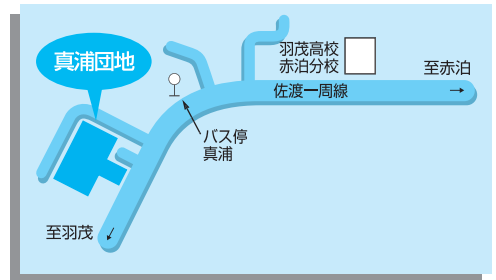 真浦団地
羽茂高校
赤泊分校
至赤泊
佐渡一周線
バス停
真浦
至羽茂